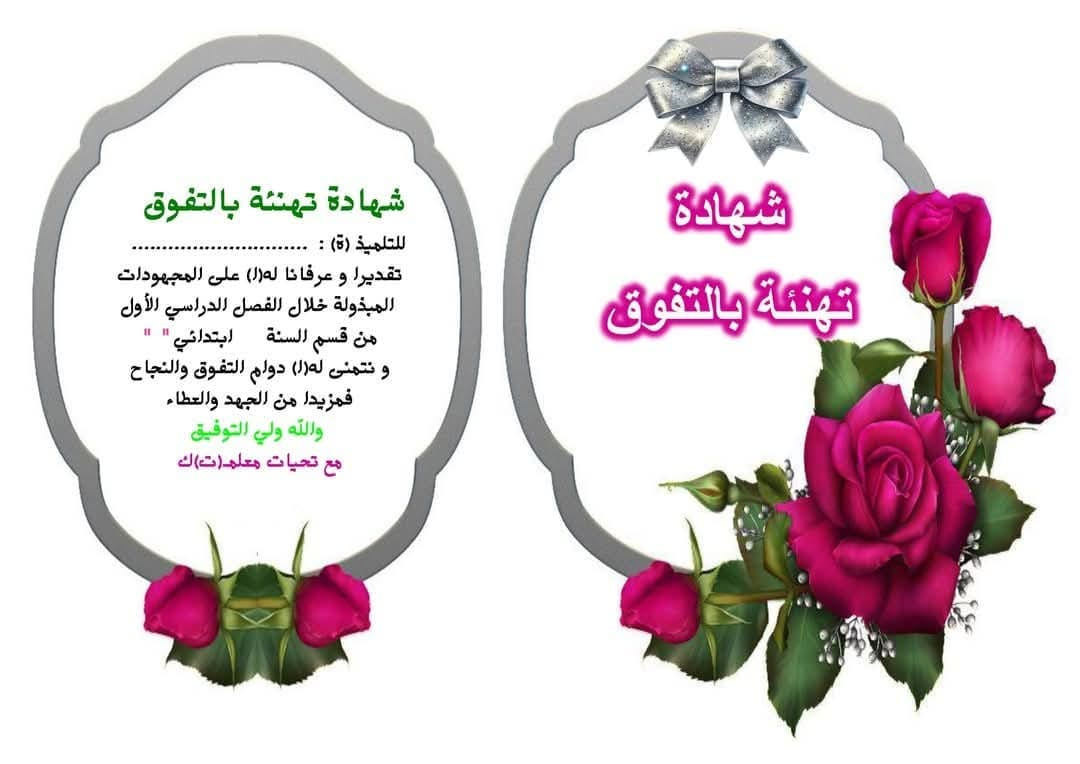 شهادة
تهنئة بالتفوق
شهادة تهنئة بالتفوق
للتلميذ (ة) : .............................
تقديرا و عرفانا له(ا) على المجهودات
المبذولة خلال الفصل الدراسي الأول
من قسم السنة ابتدائي " "
و نتمنى له(ا) دوام التفوق والنجاح
فمزيدا من الجهد والعطاء
والله ولي التوفيق
مع تحيات معلمـ(ت)ك